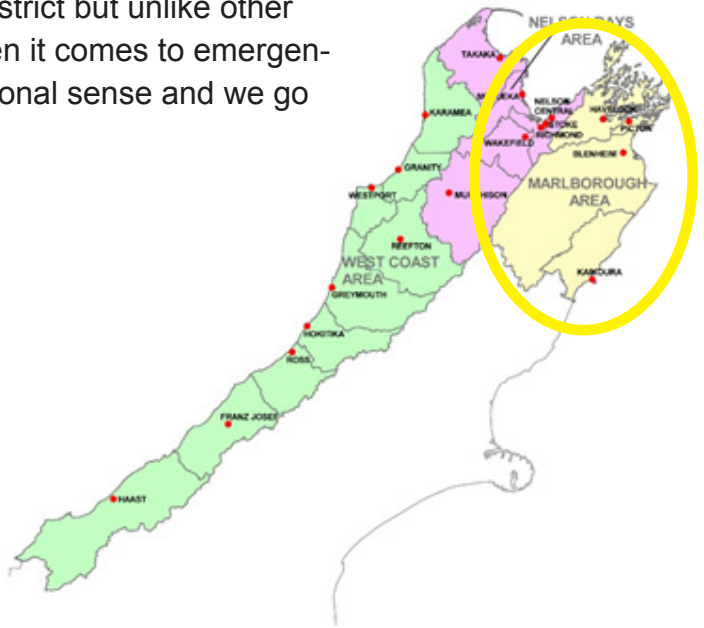 strict but unlike other
en it comes to emergen-
onal sense and we go
NELSON BAYS
AREA
TAKAKA
NELSON
CENTRAL
HAVELOCK
KARAMEA
STOKE
PICTON
RICHMOND
WAKEFIELD
BLENHEIM
GRANITY
MARLBOROUGH
AREA
WESTPORT
MURCHISON
REEFTON
WEST COAST
AREA
KAIKOURA
GREYMOUTH
HOKITIKA
ROSS
FRANZ JOSEF
HAAST